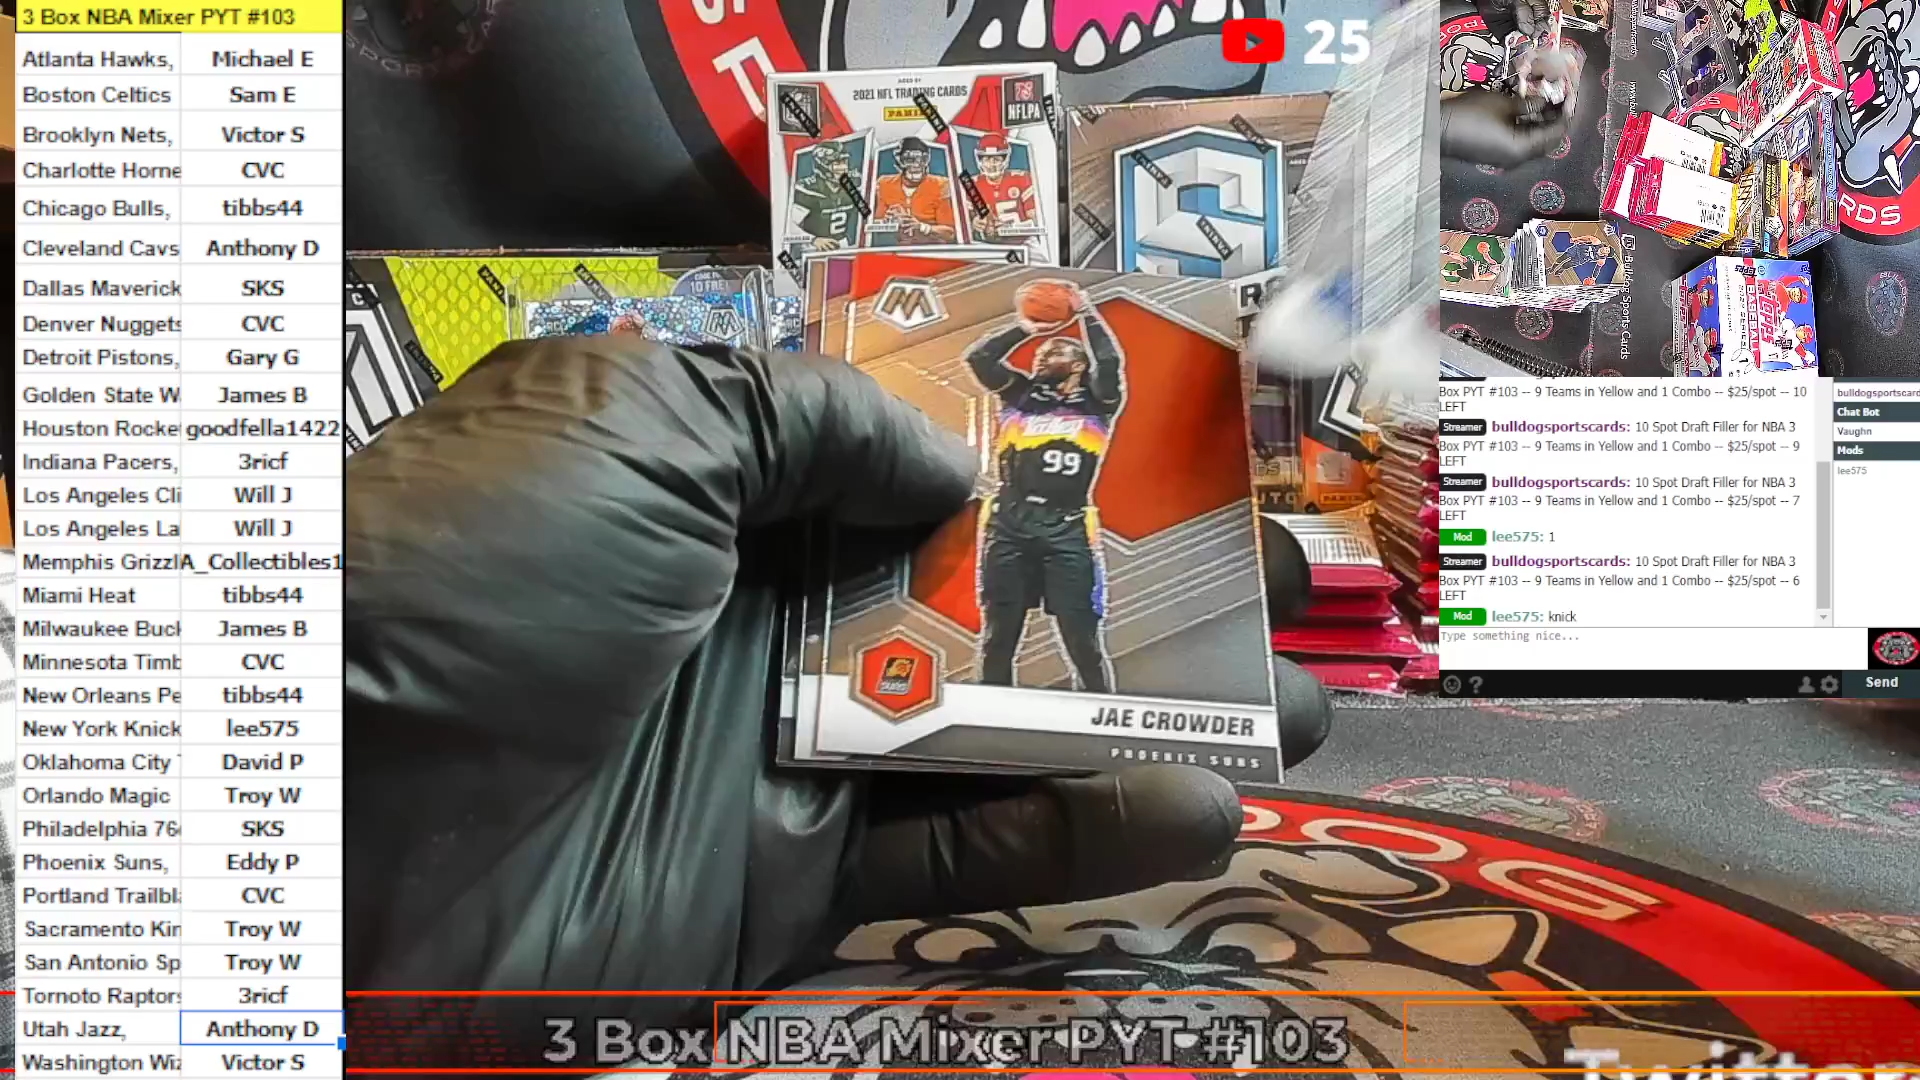 3 Box NBA Mixer PYT #103
Atlanta Hawks, Michael E
Boston Celtics Sam E
Brooklyn Nets, Victor S
Charlotte Horne CVC
Chicago Bulls, tibbs44
Cleveland Cavs Anthony D
Dallas Maverick SKS
Denver Nuggets CVC
Detroit Pistons, Gary G
Golden State W James B
Houston Rocke goodfella1422
Indiana Pacers, 3ricf
Los Angeles Cli Will J
Los Angeles La Will J
Memphis Grizzl A_Collectibles1
Miami Heat tibbs44
Milwaukee Buck James B
Minnesota Timb CVC
New Orleans Pe tibbs44
New York Knick lee575
Oklahoma City David P
Orlando Magic Troy W
Philadelphia 76 SKS
Phoenix Suns, Eddy P
Portland Trailbl CVC
Sacramento Kin Troy W
San Antonio Sp Troy W
Tornoto Raptors 3ricf
Utah Jazz, Anthony D
Washington Wiz Victor S
25
2021 NFL TRADING CARDS
PANINI
NFLPA
99
JAE CROWDER
PHOENIX SUNS
RDS
Bulldog Sports Cards
TOPPS
BASEBALL
Box PYT #103 -- 9 Teams in Yellow and 1 Combo -- $25/spot -- 10
LEFT
Streamer bulldogsportscards: 10 Spot Draft Filler for NBA 3
Box PYT #103 -- 9 Teams in Yellow and 1 Combo -- $25/spot -- 9
LEFT
Streamer bulldogsportscards: 10 Spot Draft Filler for NBA 3
Box PYT #103 -- 9 Teams in Yellow and 1 Combo -- $25/spot -- 7
LEFT
Mod lee575: 1
Streamer bulldogsportscards: 10 Spot Draft Filler for NBA 3
Box PYT #103 -- 9 Teams in Yellow and 1 Combo -- $25/spot -- 6
LEFT
Mod lee575: knick
Type something nice...
Send
bulldogsportscard
Chat Bot
Vaughn
Mods
lee575
3 Box NBA Mixer PYT #103
Twitter